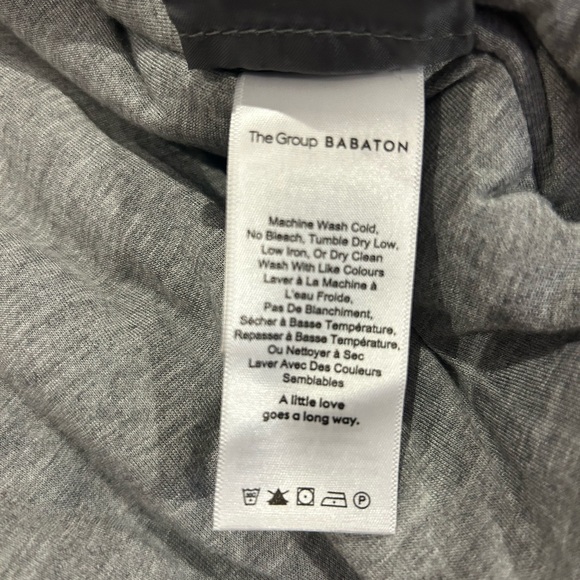 The Group BABATON
Machine Wash Cold,
No Bleach, Tumble Dry Low,
Low Iron, Or Dry Clean
Wash With Like Colours
Laver à La Machine à
L'eau Froide,
Pas De Blanchiment,
Sécher à Basse Température,
Repasser à Basse Température,
Ou Nettoyer à Sec
Laver Avec Des Couleurs
Semblables
A little love
goes a long way.
P